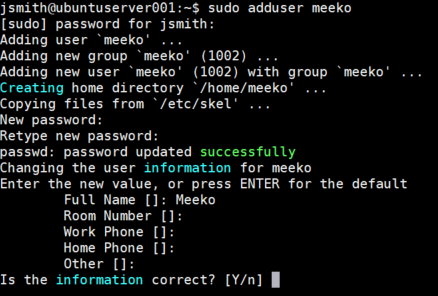 jsmith@ubuntuserver001:~$ sudo adduser meeko
[sudo] password for jsmith:
Adding user `meeko' ...
Adding new group `meeko' (1002) ...
Adding new user `meeko' (1002) with group `meeko' ...
Creating home directory `/home/meeko' ...
Copying files from `/etc/skel' ...
New password:
Retype new password:
passwd: password updated successfully
Changing the user information for meeko
Enter the new value, or press ENTER for the default
        Full Name []: Meeko
        Room Number []:
        Work Phone []:
        Home Phone []:
        Other []:
Is the information correct? [Y/n]